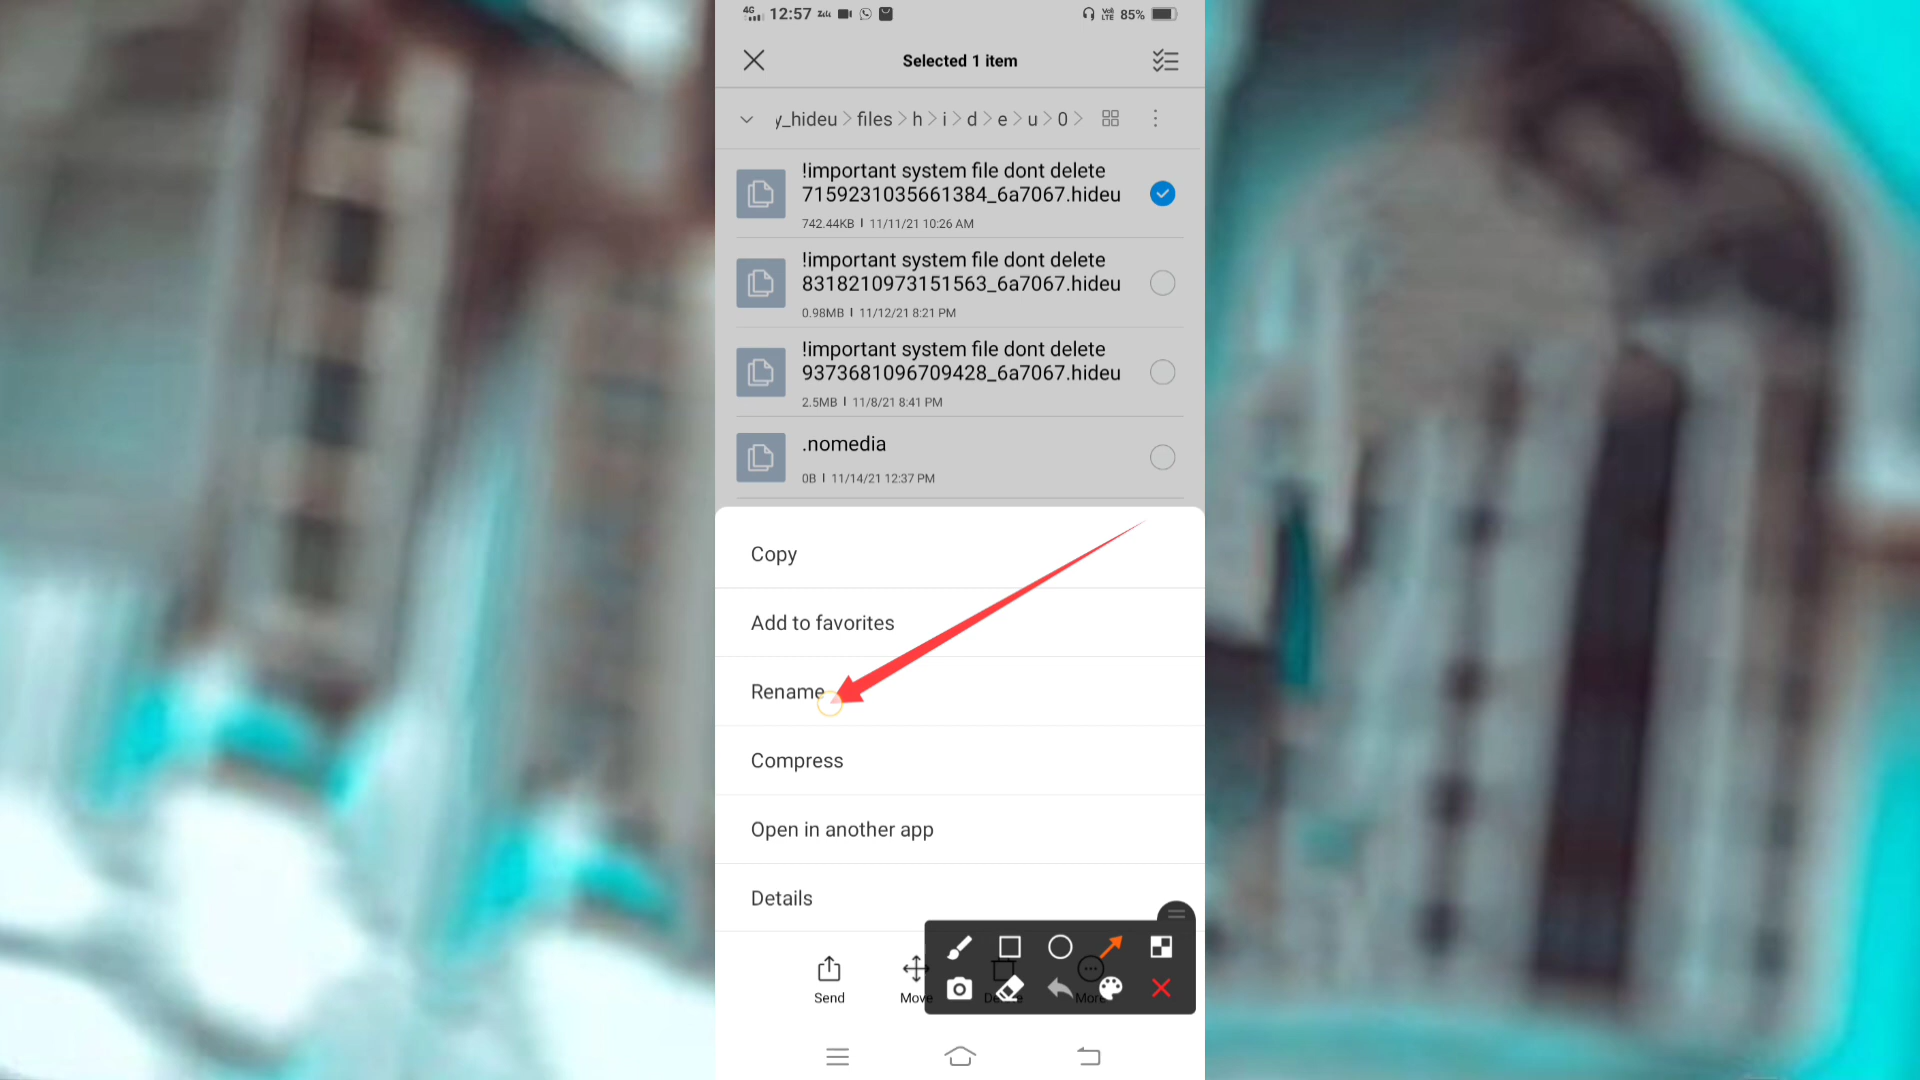 4G 12:57 85%
Selected 1 item
y_hideu > files > h > i > d > e > u > 0 >
!important system file dont delete
7159231035661384_6a7067.hideu
742.44KB | 11/11/21 10:26 AM
!important system file dont delete
8318210973151563_6a7067.hideu
0.98MB | 11/12/21 8:21 PM
!important system file dont delete
9373681096709428_6a7067.hideu
2.5MB | 11/8/21 8:41 PM
.nomedia
0B | 11/14/21 12:37 PM
Copy
Add to favorites
Rename
Compress
Open in another app
Details
Send Move More